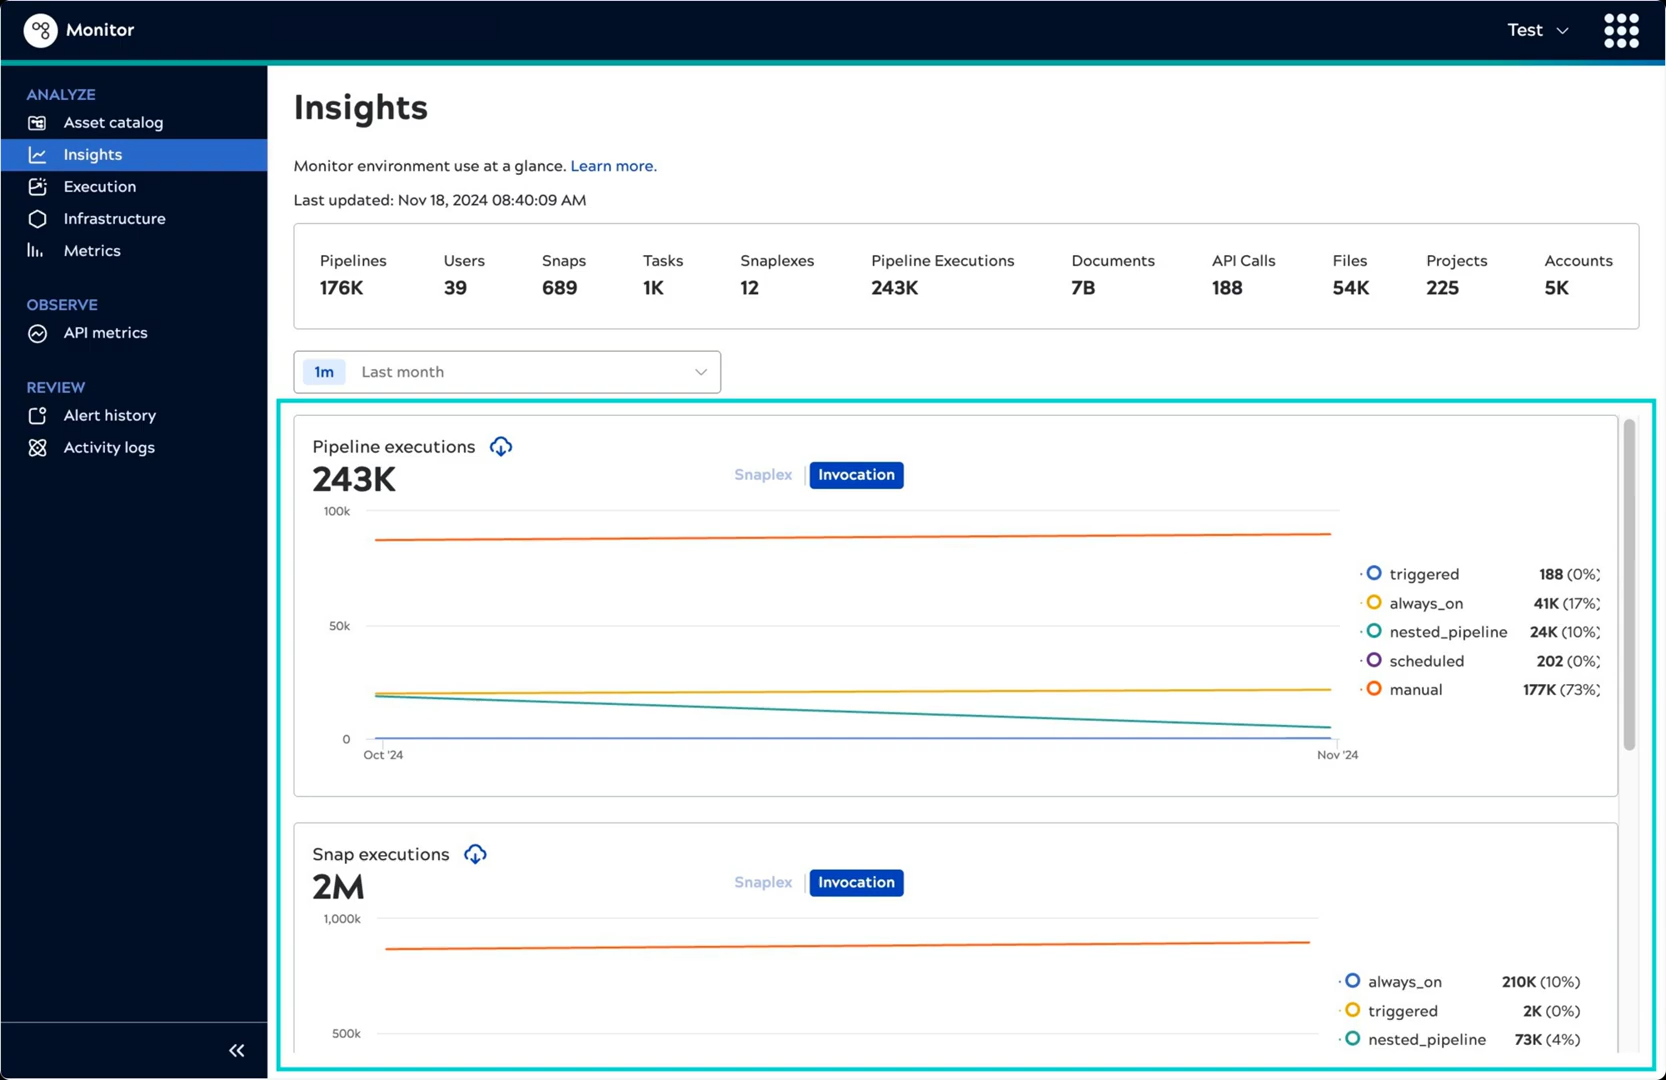 Monitor
Test
ANALYZE
Asset catalog
Insights
Execution
Infrastructure
Metrics
OBSERVE
API metrics
REVIEW
Alert history
Activity logs
Insights
Monitor environment use at a glance. Learn more.
Last updated: Nov 18, 2024 08:40:09 AM
Pipelines Users Snaps Tasks Snaplexes Pipeline Executions Documents API Calls Files Projects Accounts
176K 39 689 1K 12 243K 7B 188 54K 225 5K
1m Last month
Pipeline executions
243K
Snaplex Invocation
100k
50k
0
Oct '24 Nov '24
triggered 188 (0%)
always_on 41K (17%)
nested_pipeline 24K (10%)
scheduled 202 (0%)
manual 177K (73%)
Snap executions
2M
Snaplex Invocation
1,000k
500k
always_on 210K (10%)
triggered 2K (0%)
nested_pipeline 73K (4%)